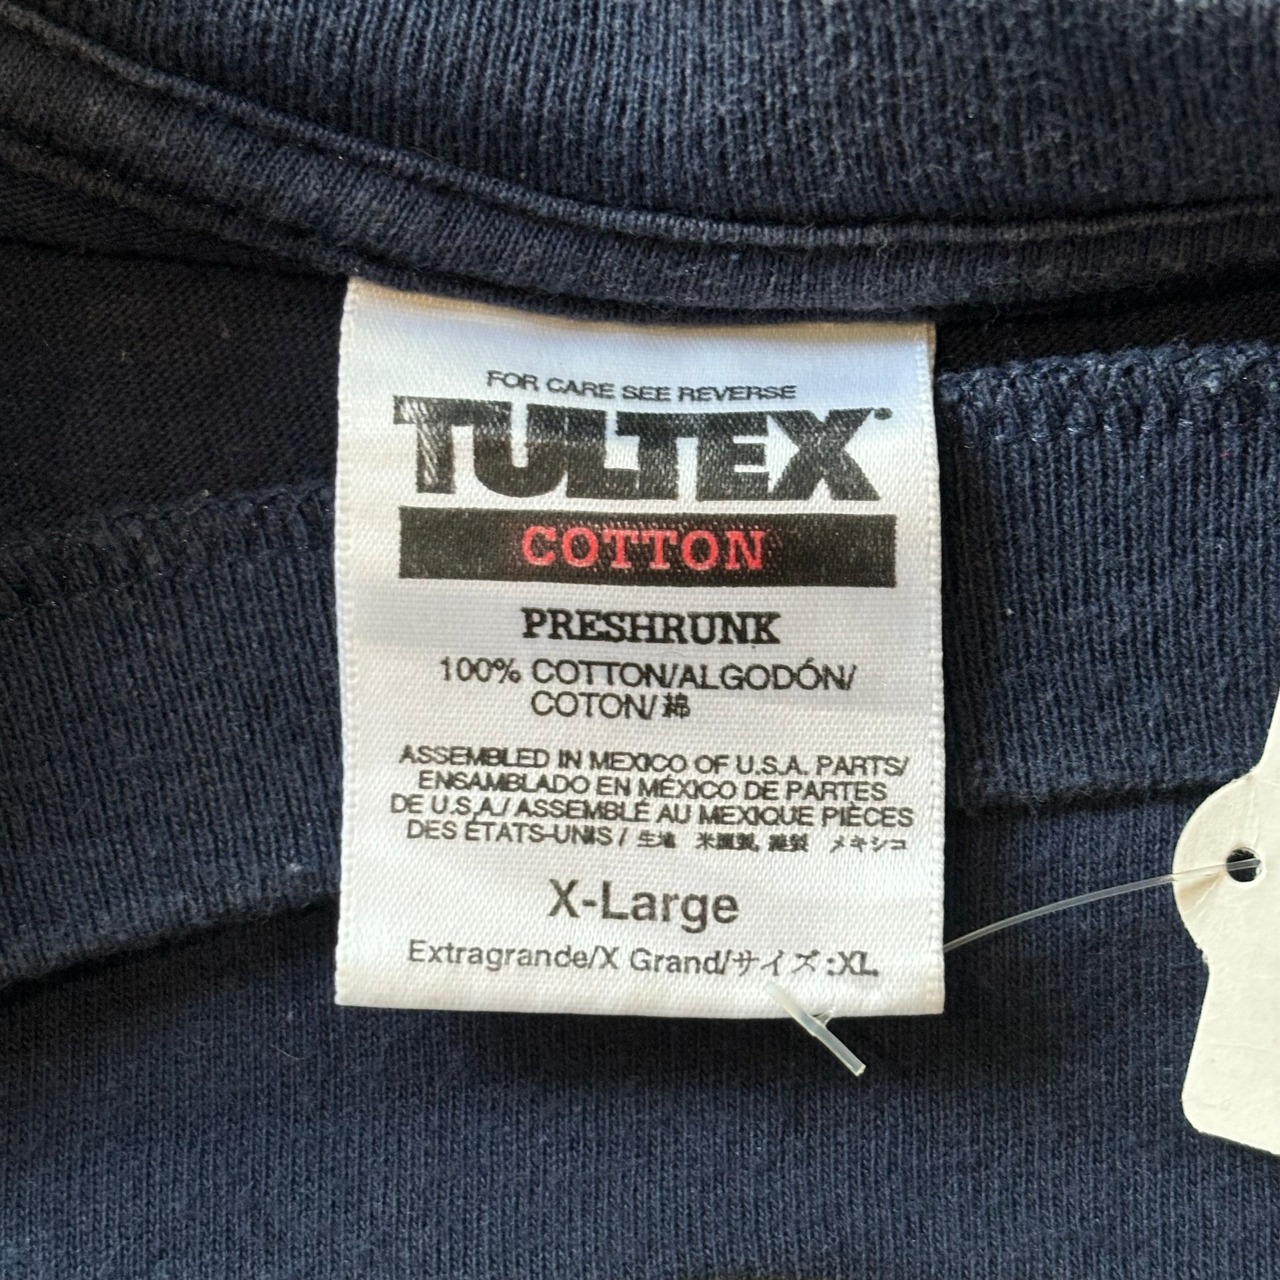 FOR CARE SEE REVERSE
TULTEX®
COTTON
PRESHRUNK
100% COTTON/ALGODÓN/
COTON/綿
ASSEMBLED IN MEXICO OF U.S.A. PARTS/
ENSAMBLADO EN MÉXICO DE PARTES
DE U.S.A./ASSEMBLÉ AU MEXIQUE PIÈCES
DES ÉTATS-UNIS / 生地 米國製, 縫製 メキシコ
X-Large
Extragrande/X Grand/サイズ:XL